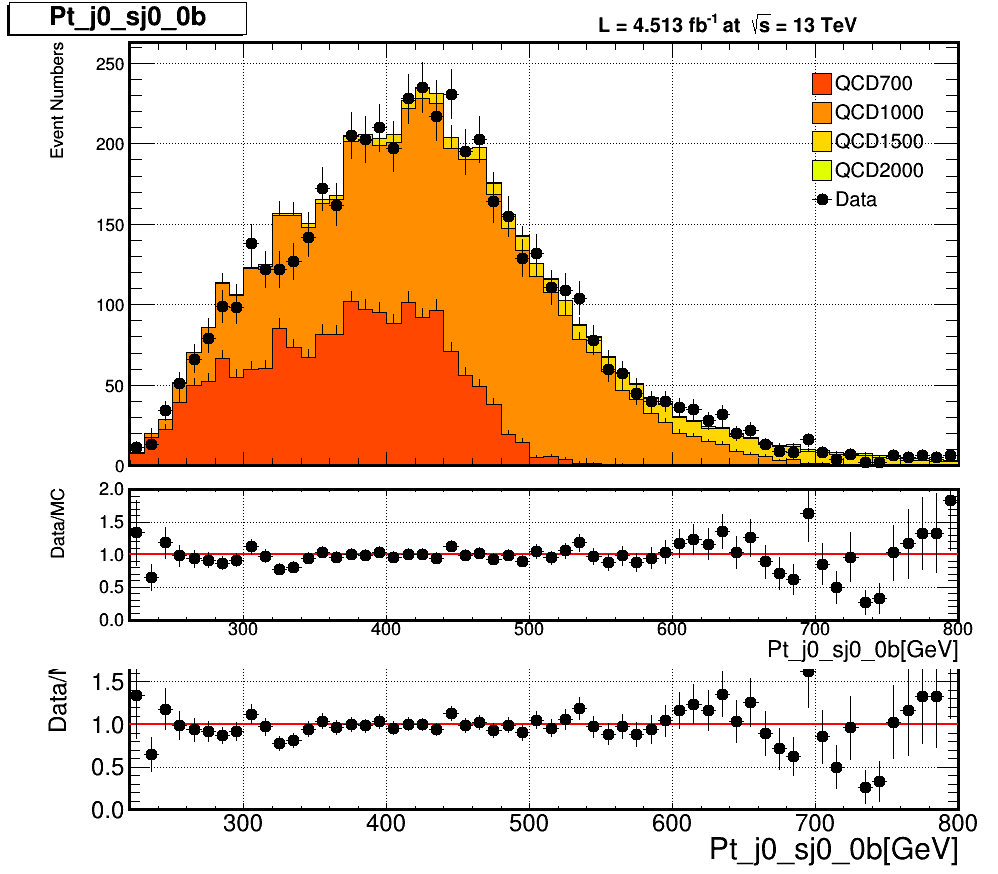 Pt_j0_sj0_0b
L = 4.513 fb-1 at √s = 13 TeV
Event Numbers
250
200
150
100
50
0
QCD700
QCD1000
QCD1500
QCD2000
Data
Data/MC
2.0
1.5
1.0
0.5
0.0
300 400 500 600 700 800
Pt_j0_sj0_0b[GeV]
Data/
1.5
1.0
0.5
0.0
300 400 500 600 700 800
Pt_j0_sj0_0b[GeV]